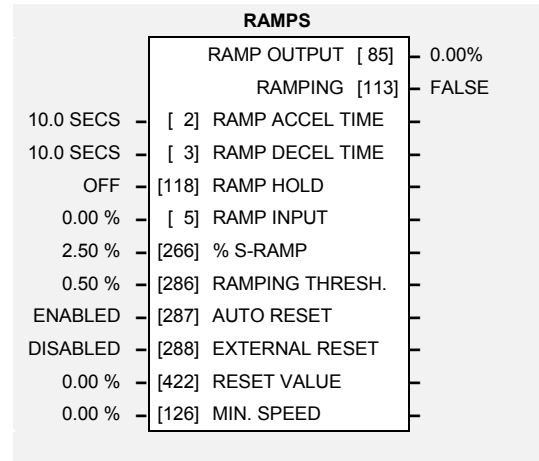 RAMPS
RAMP OUTPUT [ 85] – 0.00%
RAMPING [113] – FALSE
10.0 SECS – [ 2] RAMP ACCEL TIME –
10.0 SECS – [ 3] RAMP DECEL TIME –
OFF – [118] RAMP HOLD –
0.00 % – [ 5] RAMP INPUT –
2.50 % – [266] % S-RAMP –
0.50 % – [286] RAMPING THRESH. –
ENABLED – [287] AUTO RESET –
DISABLED – [288] EXTERNAL RESET –
0.00 % – [422] RESET VALUE –
0.00 % – [126] MIN. SPEED –